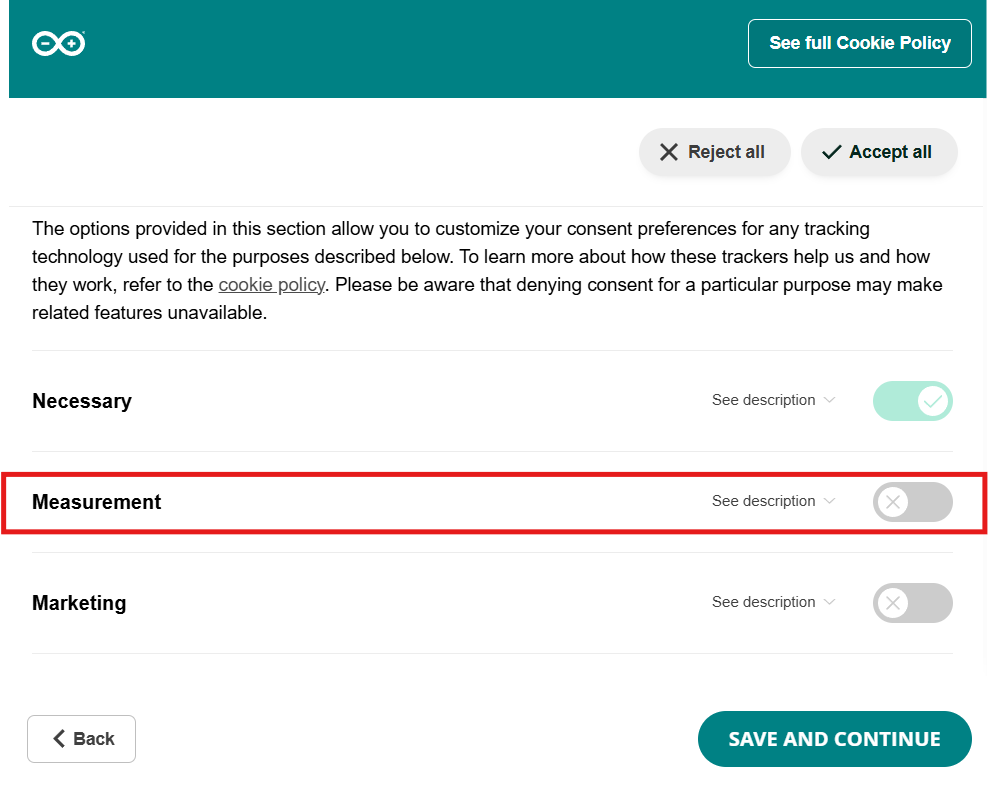 See full Cookie Policy
Reject all
Accept all
The options provided in this section allow you to customize your consent preferences for any tracking
technology used for the purposes described below. To learn more about how these trackers help us and how
they work, refer to the cookie policy. Please be aware that denying consent for a particular purpose may make
related features unavailable.
Necessary
See description
Measurement
See description
Marketing
See description
Back
SAVE AND CONTINUE